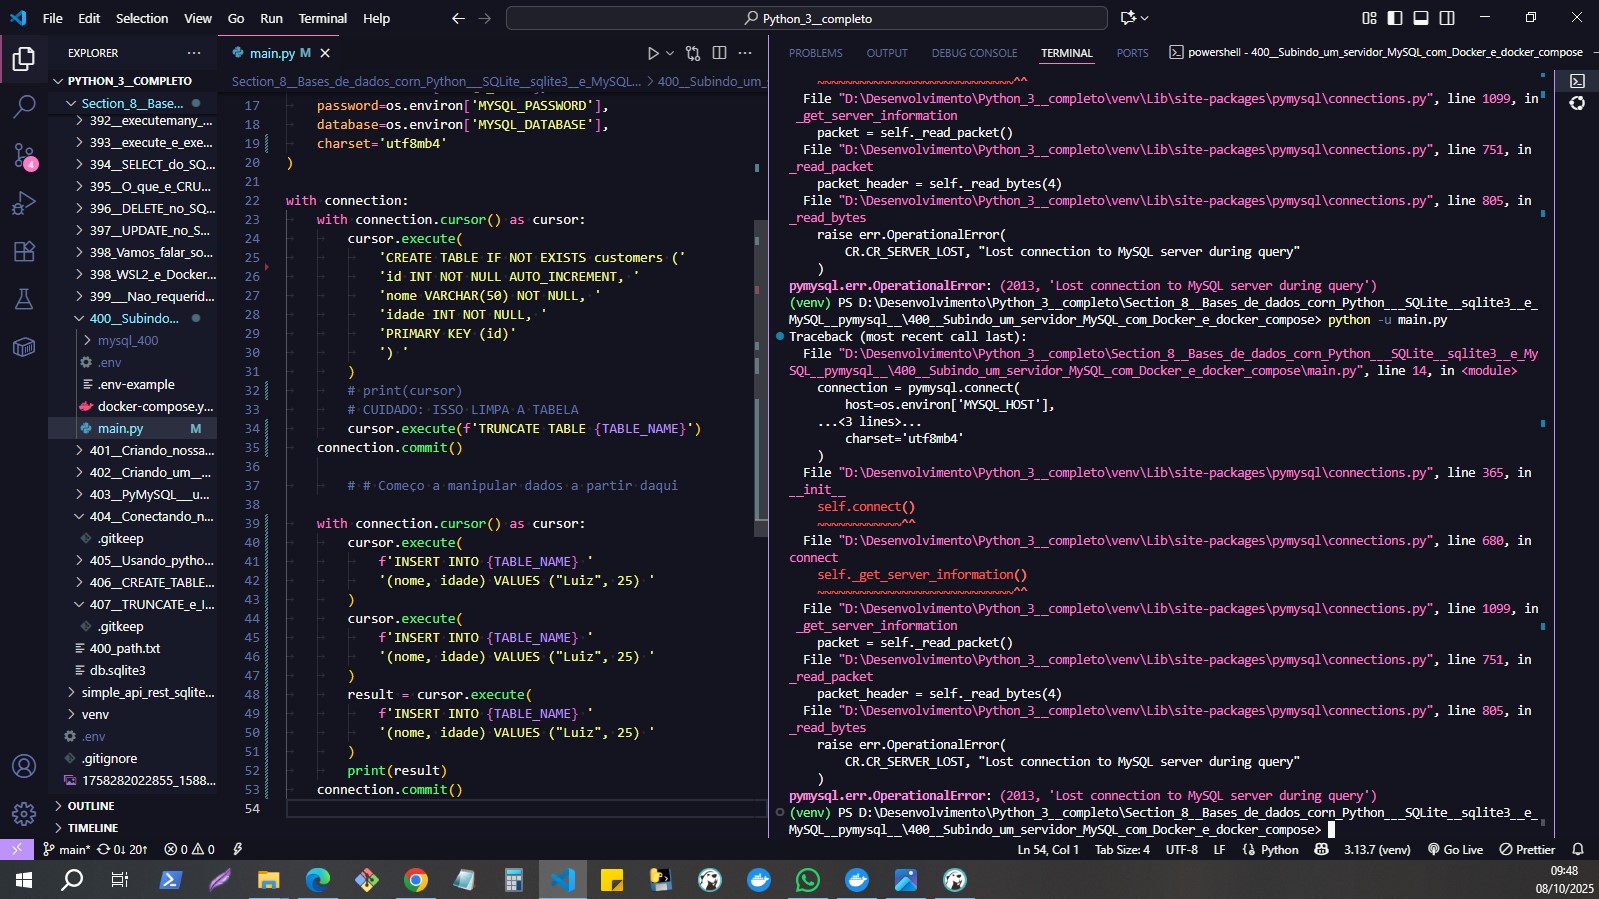 File
Edit
Selection
View
Go
Run
Terminal
Help
Python_3__completo
EXPLORER
PYTHON_3__COMPLETO
Section_8__Base...
392__executemany_...
393__execute_e_exe...
394__SELECT_do_SQ...
395__O_que_e_CRU...
396__DELETE_no_SQ...
397__UPDATE_no_S...
398_Vamos_falar_so...
398_WSL2_e_Docker...
399___Nao_requerid...
400__Subindo...
mysql_400
.env
.env-example
docker-compose.y...
main.py M
401__Criando_nossa...
402__Criando_um__...
403__PyMySQL__u...
404__Conectando_n...
.gitkeep
405__Usando_pytho...
406__CREATE_TABLE...
407__TRUNCATE_e_I...
.gitkeep
400_path.txt
db.sqlite3
simple_api_rest_sqlite...
venv
.env
.gitignore
1758282022855_1588...
OUTLINE
TIMELINE
4
main.py M
Section_8__Bases_de_dados_corn_Python___SQLite__sqlite3__e_MySQL... > 400__Subindo_um_
17 password=os.environ['MYSQL_PASSWORD'],
18 database=os.environ['MYSQL_DATABASE'],
19 charset='utf8mb4'
20 )
21
22 with connection:
23 with connection.cursor() as cursor:
24 cursor.execute(
25 'CREATE TABLE IF NOT EXISTS customers ('
26 'id INT NOT NULL AUTO_INCREMENT, '
27 'nome VARCHAR(50) NOT NULL, '
28 'idade INT NOT NULL, '
29 'PRIMARY KEY (id)'
30 ') '
31 )
32 # print(cursor)
33 # CUIDADO: ISSO LIMPA A TABELA
34 cursor.execute(f'TRUNCATE TABLE {TABLE_NAME}')
35 connection.commit()
36
37 # # Começo a manipular dados a partir daqui
38
39 with connection.cursor() as cursor:
40 cursor.execute(
41 f'INSERT INTO {TABLE_NAME} '
42 '(nome, idade) VALUES ("Luiz", 25) '
43 )
44 cursor.execute(
45 f'INSERT INTO {TABLE_NAME} '
46 '(nome, idade) VALUES ("Luiz", 25) '
47 )
48 result = cursor.execute(
49 f'INSERT INTO {TABLE_NAME} '
50 '(nome, idade) VALUES ("Luiz", 25) '
51 )
52 print(result)
53 connection.commit()
54
PROBLEMS
OUTPUT
DEBUG CONSOLE
TERMINAL
PORTS
powershell - 400__Subindo_um_servidor_MySQL_com_Docker_e_docker_compose
~~~~~~~~~~~~~~~~~~~~~~~~~~~~^^
File "D:\Desenvolvimento\Python_3__completo\venv\Lib\site-packages\pymysql\connections.py", line 1099, in
_get_server_information
packet = self._read_packet()
File "D:\Desenvolvimento\Python_3__completo\venv\Lib\site-packages\pymysql\connections.py", line 751, in
_read_packet
packet_header = self._read_bytes(4)
File "D:\Desenvolvimento\Python_3__completo\venv\Lib\site-packages\pymysql\connections.py", line 805, in
_read_bytes
raise err.OperationalError(
CR.CR_SERVER_LOST, "Lost connection to MySQL server during query"
)
pymysql.err.OperationalError: (2013, 'Lost connection to MySQL server during query')
(venv) PS D:\Desenvolvimento\Python_3__completo\Section_8__Bases_de_dados_corn_Python___SQLite__sqlite3__e_
MySQL__pymysql__\400__Subindo_um_servidor_MySQL_com_Docker_e_docker_compose> python -u main.py
Traceback (most recent call last):
File "D:\Desenvolvimento\Python_3__completo\Section_8__Bases_de_dados_corn_Python___SQLite__sqlite3__e_My
SQL__pymysql__\400__Subindo_um_servidor_MySQL_com_Docker_e_docker_compose\main.py", line 14, in <module>
connection = pymysql.connect(
host=os.environ['MYSQL_HOST'],
...<3 lines>...
charset='utf8mb4'
)
File "D:\Desenvolvimento\Python_3__completo\venv\Lib\site-packages\pymysql\connections.py", line 365, in
__init__
self.connect()
~~~~~~~~~~~~^^
File "D:\Desenvolvimento\Python_3__completo\venv\Lib\site-packages\pymysql\connections.py", line 680, in
connect
self._get_server_information()
~~~~~~~~~~~~~~~~~~~~~~~~~~~~^^
File "D:\Desenvolvimento\Python_3__completo\venv\Lib\site-packages\pymysql\connections.py", line 1099, in
_get_server_information
packet = self._read_packet()
File "D:\Desenvolvimento\Python_3__completo\venv\Lib\site-packages\pymysql\connections.py", line 751, in
_read_packet
packet_header = self._read_bytes(4)
File "D:\Desenvolvimento\Python_3__completo\venv\Lib\site-packages\pymysql\connections.py", line 805, in
_read_bytes
raise err.OperationalError(
CR.CR_SERVER_LOST, "Lost connection to MySQL server during query"
)
pymysql.err.OperationalError: (2013, 'Lost connection to MySQL server during query')
(venv) PS D:\Desenvolvimento\Python_3__completo\Section_8__Bases_de_dados_corn_Python___SQLite__sqlite3__e_
MySQL__pymysql__\400__Subindo_um_servidor_MySQL_com_Docker_e_docker_compose>
main* 0↓ 20↑ 0 0
Ln 54, Col 1
Tab Size: 4
UTF-8
LF
Python
3.13.7 (venv)
Go Live
Prettier
09:48
08/10/2025